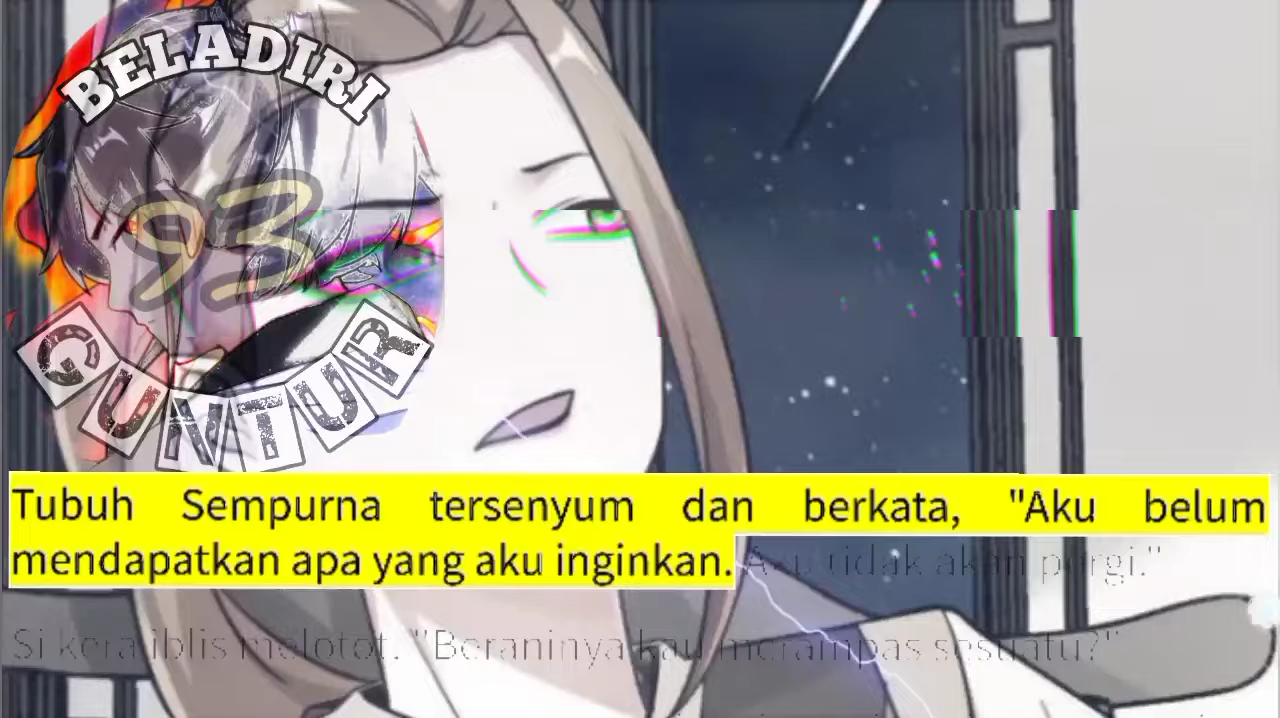 BELADIRI
93
GUNTUR
Tubuh Sempurna tersenyum dan berkata, "Aku belum
mendapatkan apa yang aku inginkan. Aku tidak akan pergi."
Si kera iblis melotot. "Beraninya kau merampas sesuatu?"